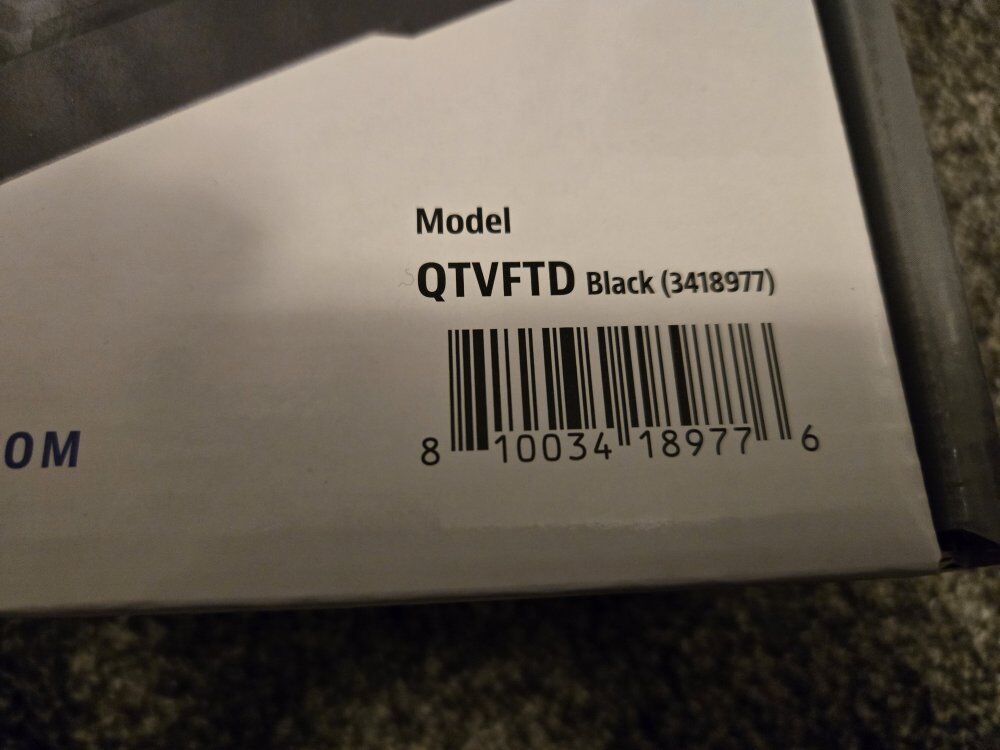 Model
QTVFTD Black (3418977)
OM
8 10034 18977 6